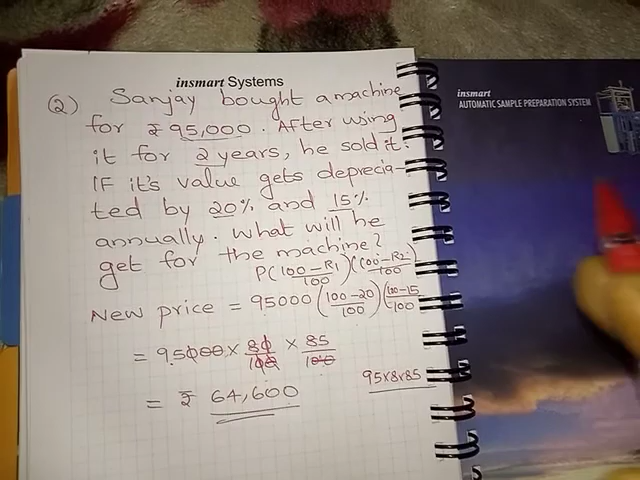 insmart Systems
② Sanjay bought a machine
for ₹ 95,000. After using
it for 2 years, he sold it.
IF it's value gets deprecia-
ted by 20% and 15%
annually. What will he
get for the machine?
P(100-R1/100)(100-R2/100)
New price = 95000(100-20/100)(100-15/100
= 95000 × 80/100 × 85/100
= ₹ 64,600
95x8x85
insmart
AUTOMATIC SAMPLE PREPARATION SYSTEM